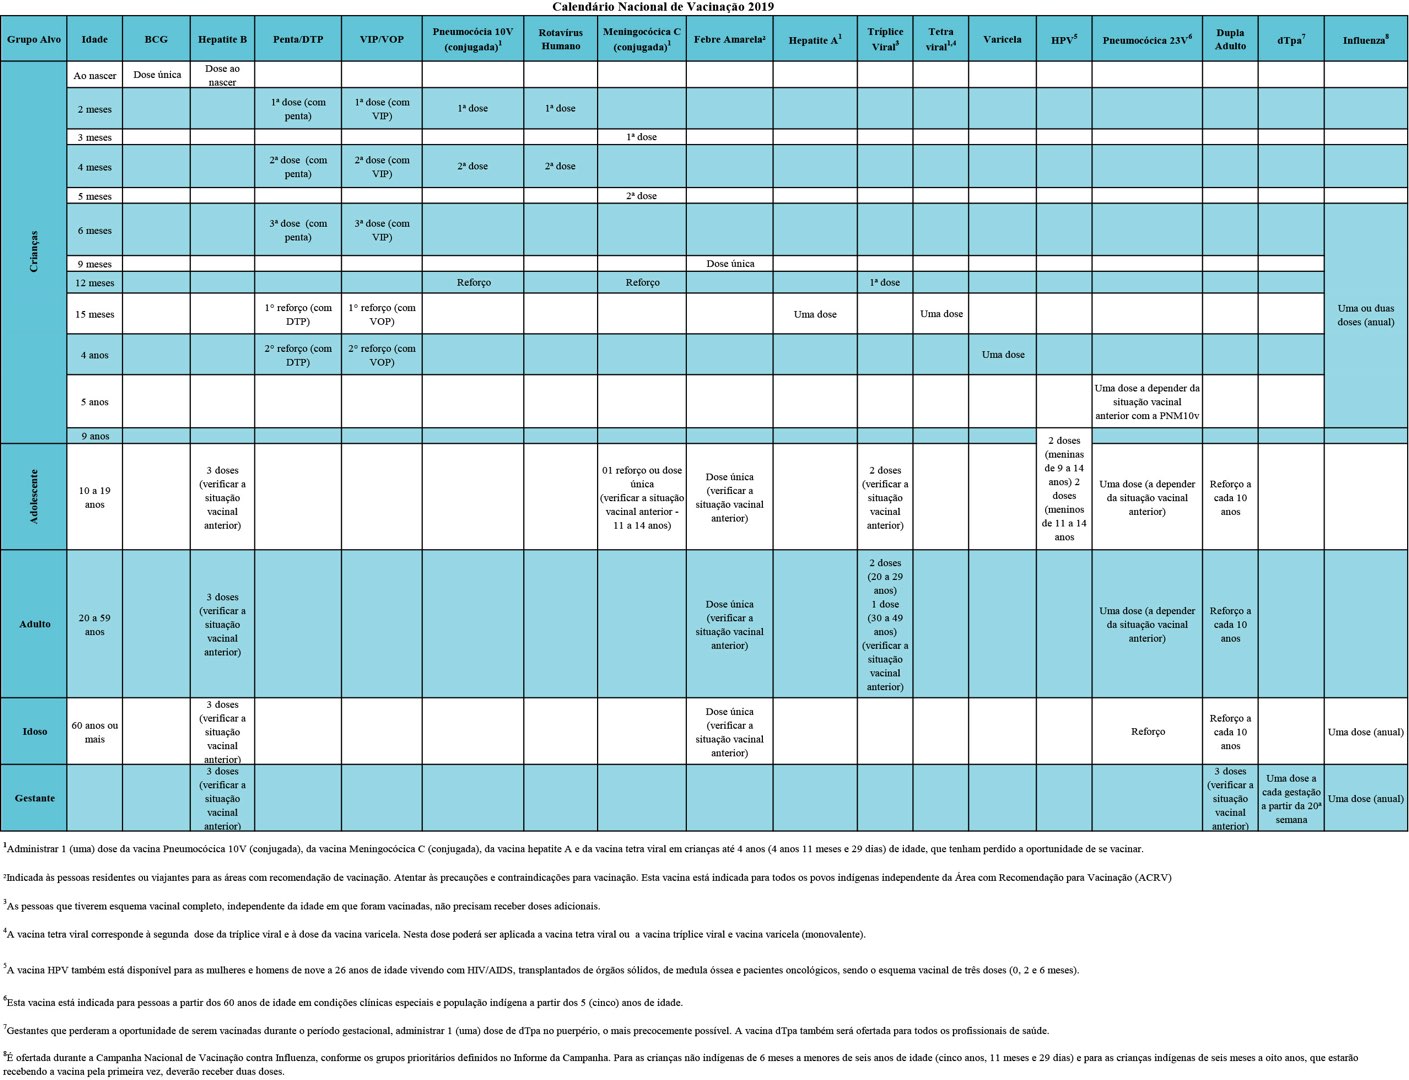 Calendário Nacional de Vacinação 2019
Grupo Alvo
Idade
BCG
Hepatite B
Penta/DTP
VIP/VOP
Pneumocócia 10V
(conjugada)1
Rotavírus
Humano
Meningocócica C
(conjugada)1
Febre Amarela²
Hepatite A1
Tríplice
Viral3
Tetra
viral1,4
Varicela
HPV5
Pneumocócica 23V6
Dupla
Adulto
dTpa7
Influenza8
Crianças
Ao nascer
Dose única
Dose ao
nascer
2 meses
1ª dose (com
penta)
1ª dose (com
VIP)
1ª dose
1ª dose
3 meses
1ª dose
4 meses
2ª dose (com
penta)
2ª dose (com
VIP)
2ª dose
2ª dose
5 meses
2ª dose
6 meses
3ª dose (com
penta)
3ª dose (com
VIP)
9 meses
Dose única
12 meses
Reforço
Reforço
1ª dose
15 meses
1° reforço (com
DTP)
1° reforço (com
VOP)
Uma dose
Uma dose
Uma ou duas
doses (anual)
4 anos
2° reforço (com
DTP)
2° reforço (com
VOP)
Uma dose
5 anos
Uma dose a depender da
situação vacinal
anterior com a PNM10v
9 anos
2 doses
(meninas
de 9 a 14
anos) 2
doses
(meninos
de 11 a 14
anos
Adolescente
10 a 19
anos
3 doses
(verificar a
situação
vacinal
anterior)
01 reforço ou dose
única
(verificar a situação
vacinal anterior -
11 a 14 anos)
Dose única
(verificar a
situação vacinal
anterior)
2 doses
(verificar a
situação
vacinal
anterior)
Uma dose (a depender
da situação vacinal
anterior)
Reforço a
cada 10
anos
Adulto
20 a 59
anos
3 doses
(verificar a
situação
vacinal
anterior)
Dose única
(verificar a
situação vacinal
anterior)
2 doses
(20 a 29
anos)
1 dose
(30 a 49
anos)
(verificar a
situação
vacinal
anterior)
Uma dose (a depender
da situação vacinal
anterior)
Reforço a
cada 10
anos
Idoso
60 anos ou
mais
3 doses
(verificar a
situação
vacinal
anterior)
Dose única
(verificar a
situação vacinal
anterior)
Reforço
Reforço a
cada 10
anos
Uma dose (anual)
Gestante
3 doses
(verificar a
situação
vacinal
anterior)
3 doses
(verificar a
situação
vacinal
anterior)
Uma dose a
cada gestação
a partir da 20ª
semana
Uma dose (anual)
1Administrar 1 (uma) dose da vacina Pneumocócica 10V (conjugada), da vacina Meningocócica C (conjugada), da vacina hepatite A e da vacina tetra viral em crianças até 4 anos (4 anos 11 meses e 29 dias) de idade, que tenham perdido a oportunidade de se vacinar.
²Indicada às pessoas residentes ou viajantes para as áreas com recomendação de vacinação. Atentar às precauções e contraindicações para vacinação. Esta vacina está indicada para todos os povos indígenas independente da Área com Recomendação para Vacinação (ACRV)
3As pessoas que tiverem esquema vacinal completo, independente da idade em que foram vacinadas, não precisam receber doses adicionais.
4A vacina tetra viral corresponde à segunda dose da tríplice viral e à dose da vacina varicela. Nesta dose poderá ser aplicada a vacina tetra viral ou a vacina tríplice viral e vacina varicela (monovalente).
5A vacina HPV também está disponível para as mulheres e homens de nove a 26 anos de idade vivendo com HIV/AIDS, transplantados de órgãos sólidos, de medula óssea e pacientes oncológicos, sendo o esquema vacinal de três doses (0, 2 e 6 meses).
6Esta vacina está indicada para pessoas a partir dos 60 anos de idade em condições clínicas especiais e população indígena a partir dos 5 (cinco) anos de idade.
7Gestantes que perderam a oportunidade de serem vacinadas durante o período gestacional, administrar 1 (uma) dose de dTpa no puerpério, o mais precocemente possível. A vacina dTpa também será ofertada para todos os profissionais de saúde.
8É ofertada durante a Campanha Nacional de Vacinação contra Influenza, conforme os grupos prioritários definidos no Informe da Campanha. Para as crianças não indígenas de 6 meses a menores de seis anos de idade (cinco anos, 11 meses e 29 dias) e para as crianças indígenas de seis meses a oito anos, que estarão
recebendo a vacina pela primeira vez, deverão receber duas doses.